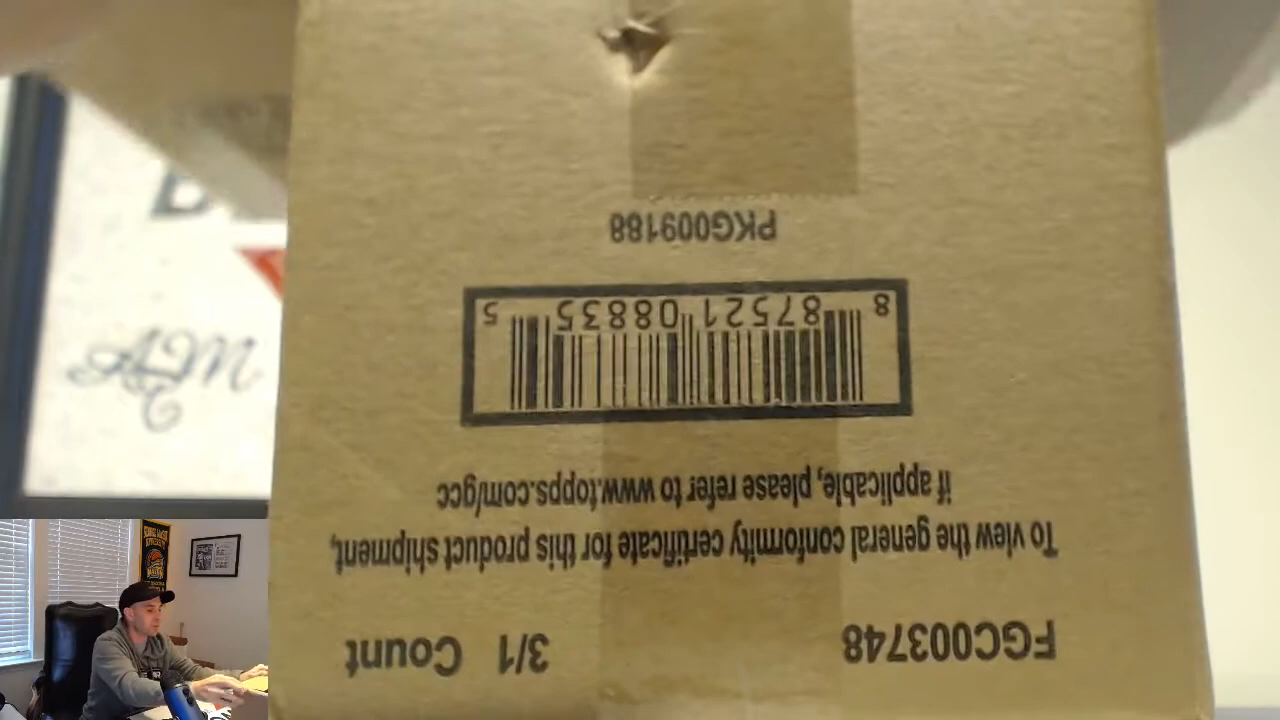 FGC003748 3/1 Count
To view the general conformity certificate for this product shipment,
if applicable, please refer to www.topps.com/gcc
8 87521 08835 5
PKG009188
AM